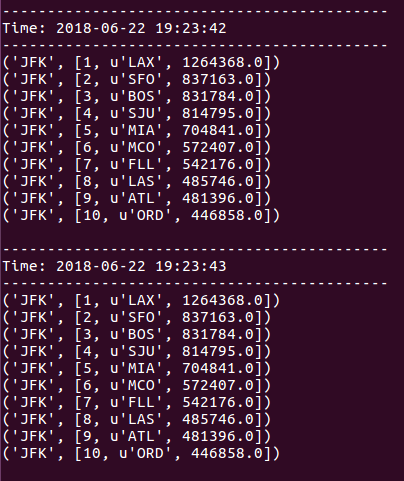 -------------------------------------------
Time: 2018-06-22 19:23:42
-------------------------------------------
('JFK', [1, u'LAX', 1264368.0])
('JFK', [2, u'SFO', 837163.0])
('JFK', [3, u'BOS', 831784.0])
('JFK', [4, u'SJU', 814795.0])
('JFK', [5, u'MIA', 704841.0])
('JFK', [6, u'MCO', 572407.0])
('JFK', [7, u'FLL', 542176.0])
('JFK', [8, u'LAS', 485746.0])
('JFK', [9, u'ATL', 481396.0])
('JFK', [10, u'ORD', 446858.0])
-------------------------------------------
Time: 2018-06-22 19:23:43
-------------------------------------------
('JFK', [1, u'LAX', 1264368.0])
('JFK', [2, u'SFO', 837163.0])
('JFK', [3, u'BOS', 831784.0])
('JFK', [4, u'SJU', 814795.0])
('JFK', [5, u'MIA', 704841.0])
('JFK', [6, u'MCO', 572407.0])
('JFK', [7, u'FLL', 542176.0])
('JFK', [8, u'LAS', 485746.0])
('JFK', [9, u'ATL', 481396.0])
('JFK', [10, u'ORD', 446858.0])